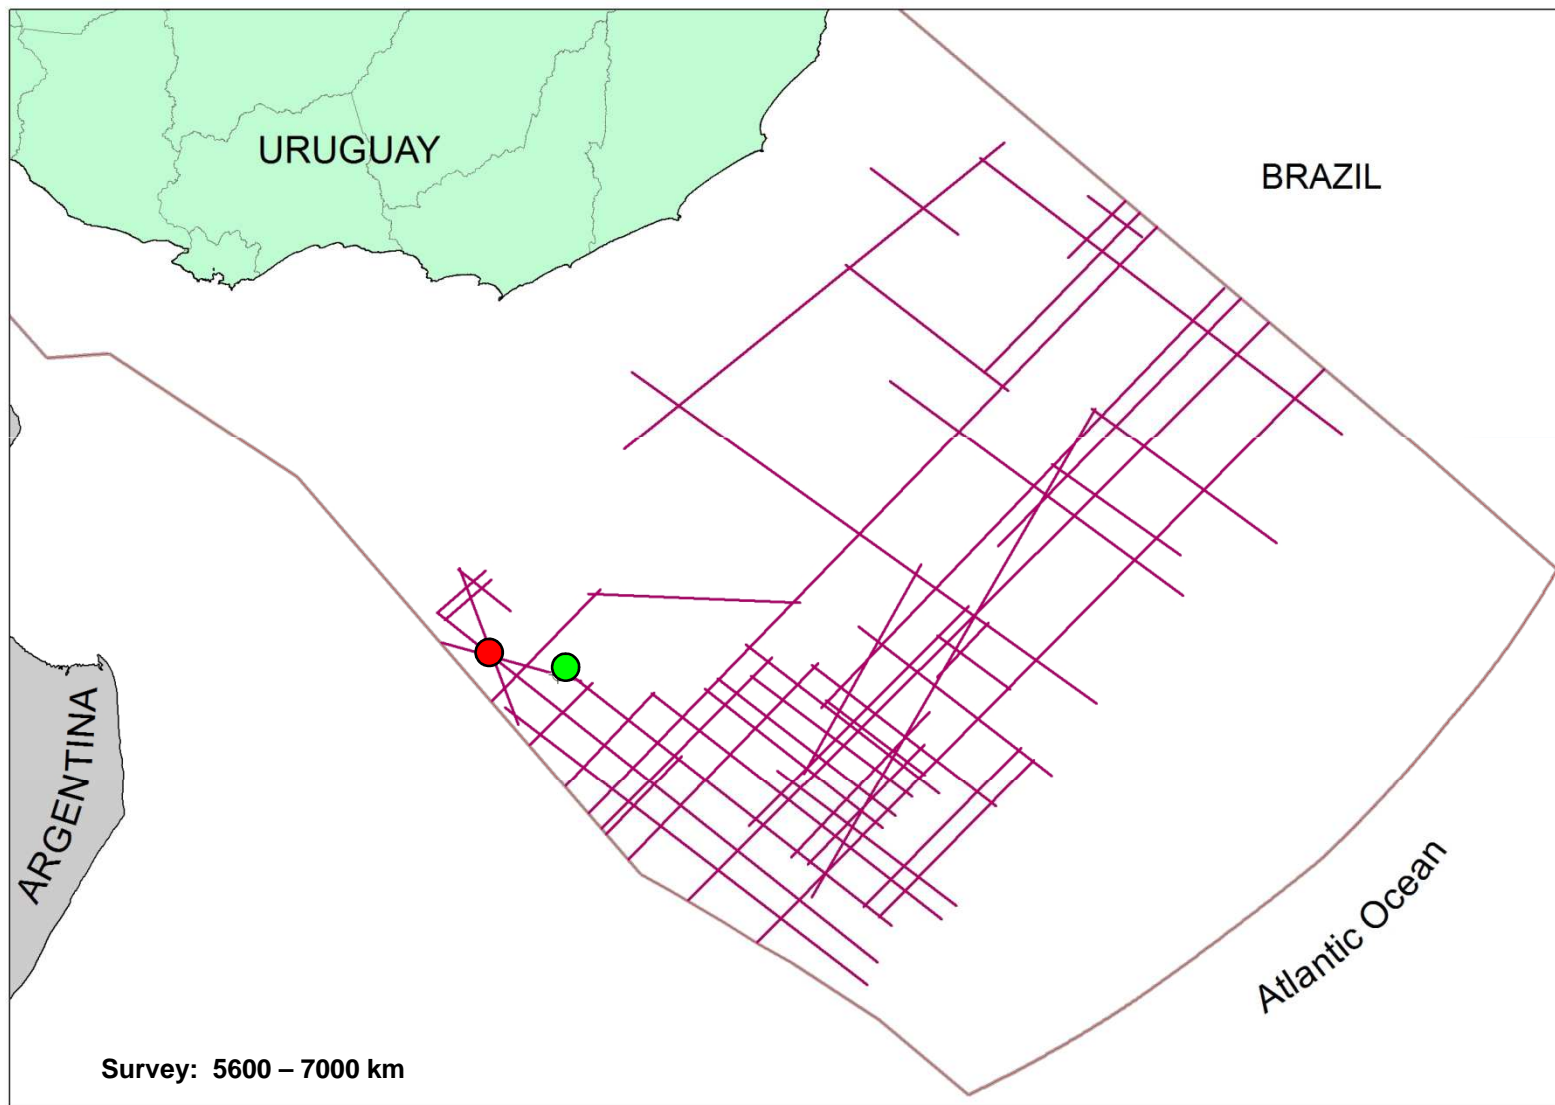 URUGUAY
BRAZIL
ARGENTINA
Atlantic Ocean
Survey: 5600 – 7000 km